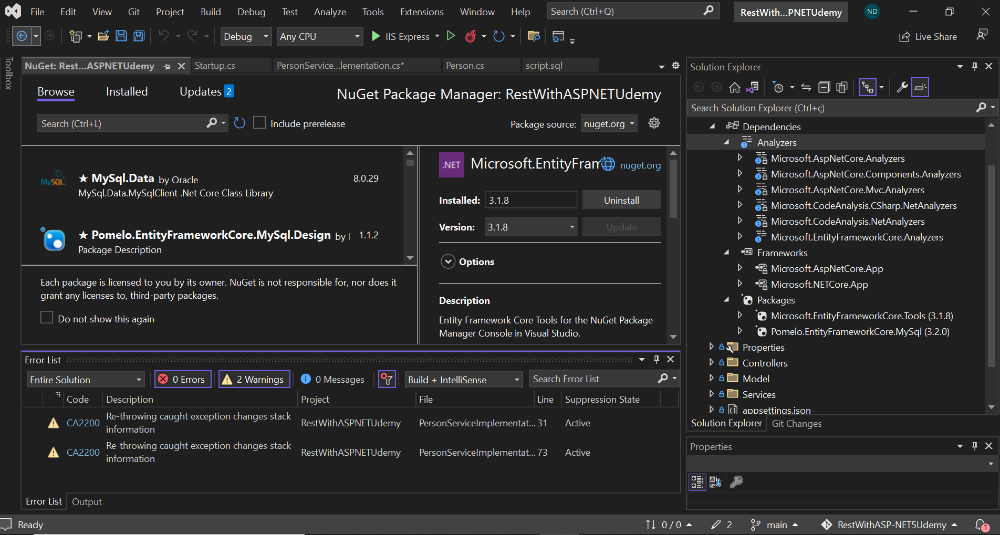 File Edit View Git Project Build Debug Test Analyze Tools Extensions Window Help Search (Ctrl+Q) RestWith...PNETUdemy ND
Debug Any CPU IIS Express Live Share
Toolbox
NuGet: Rest...ASPNETUdemy Startup.cs PersonService...lementation.cs* Person.cs script.sql
Browse Installed Updates 2
NuGet Package Manager: RestWithASPNETUdemy
Search (Ctrl+L) Include prerelease Package source: nuget.org
MySQL
★ MySql.Data by Oracle 8.0.29
MySql.Data.MySqlClient .Net Core Class Library
★ Pomelo.EntityFrameworkCore.MySql.Design by 1.1.2
Package Description
Each package is licensed to you by its owner. NuGet is not responsible for, nor does it
grant any licenses to, third-party packages.
Do not show this again
.NET Microsoft.EntityFram nuget.org
Installed: 3.1.8 Uninstall
Version: 3.1.8 Update
Options
Description
Entity Framework Core Tools for the NuGet Package
Manager Console in Visual Studio.
Error List
Entire Solution 0 Errors 2 Warnings 0 Messages Build + IntelliSense Search Error List
Code Description Project File Line Suppression State
CA2200 Re-throwing caught exception changes stack
information RestWithASPNETUdemy PersonServiceImplementat... 31 Active
CA2200 Re-throwing caught exception changes stack
information RestWithASPNETUdemy PersonServiceImplementat... 73 Active
Error List Output
Solution Explorer
Search Solution Explorer (Ctrl+ç)
Dependencies
Analyzers
Microsoft.AspNetCore.Analyzers
Microsoft.AspNetCore.Components.Analyzers
Microsoft.AspNetCore.Mvc.Analyzers
Microsoft.CodeAnalysis.CSharp.NetAnalyzers
Microsoft.CodeAnalysis.NetAnalyzers
Microsoft.EntityFrameworkCore.Analyzers
Frameworks
Microsoft.AspNetCore.App
Microsoft.NETCore.App
Packages
Microsoft.EntityFrameworkCore.Tools (3.1.8)
Pomelo.EntityFrameworkCore.MySql (3.2.0)
Properties
Controllers
Model
Services
appsettings.json
Solution Explorer Git Changes
Properties
Ready 0 / 0 2 main RestWithASP-NET5Udemy 1